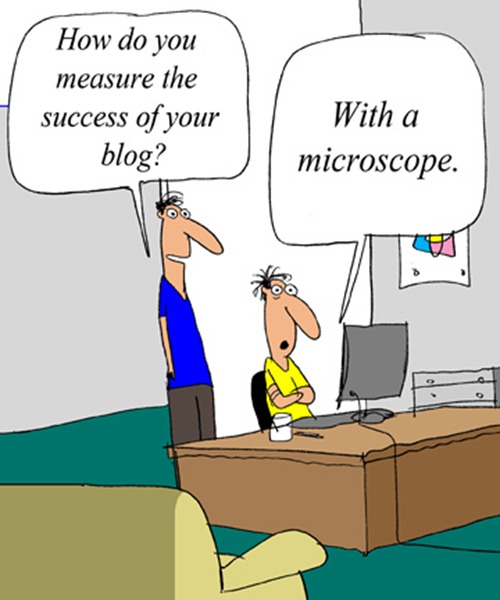 How do you
measure the
success of your
blog?
With a
microscope.